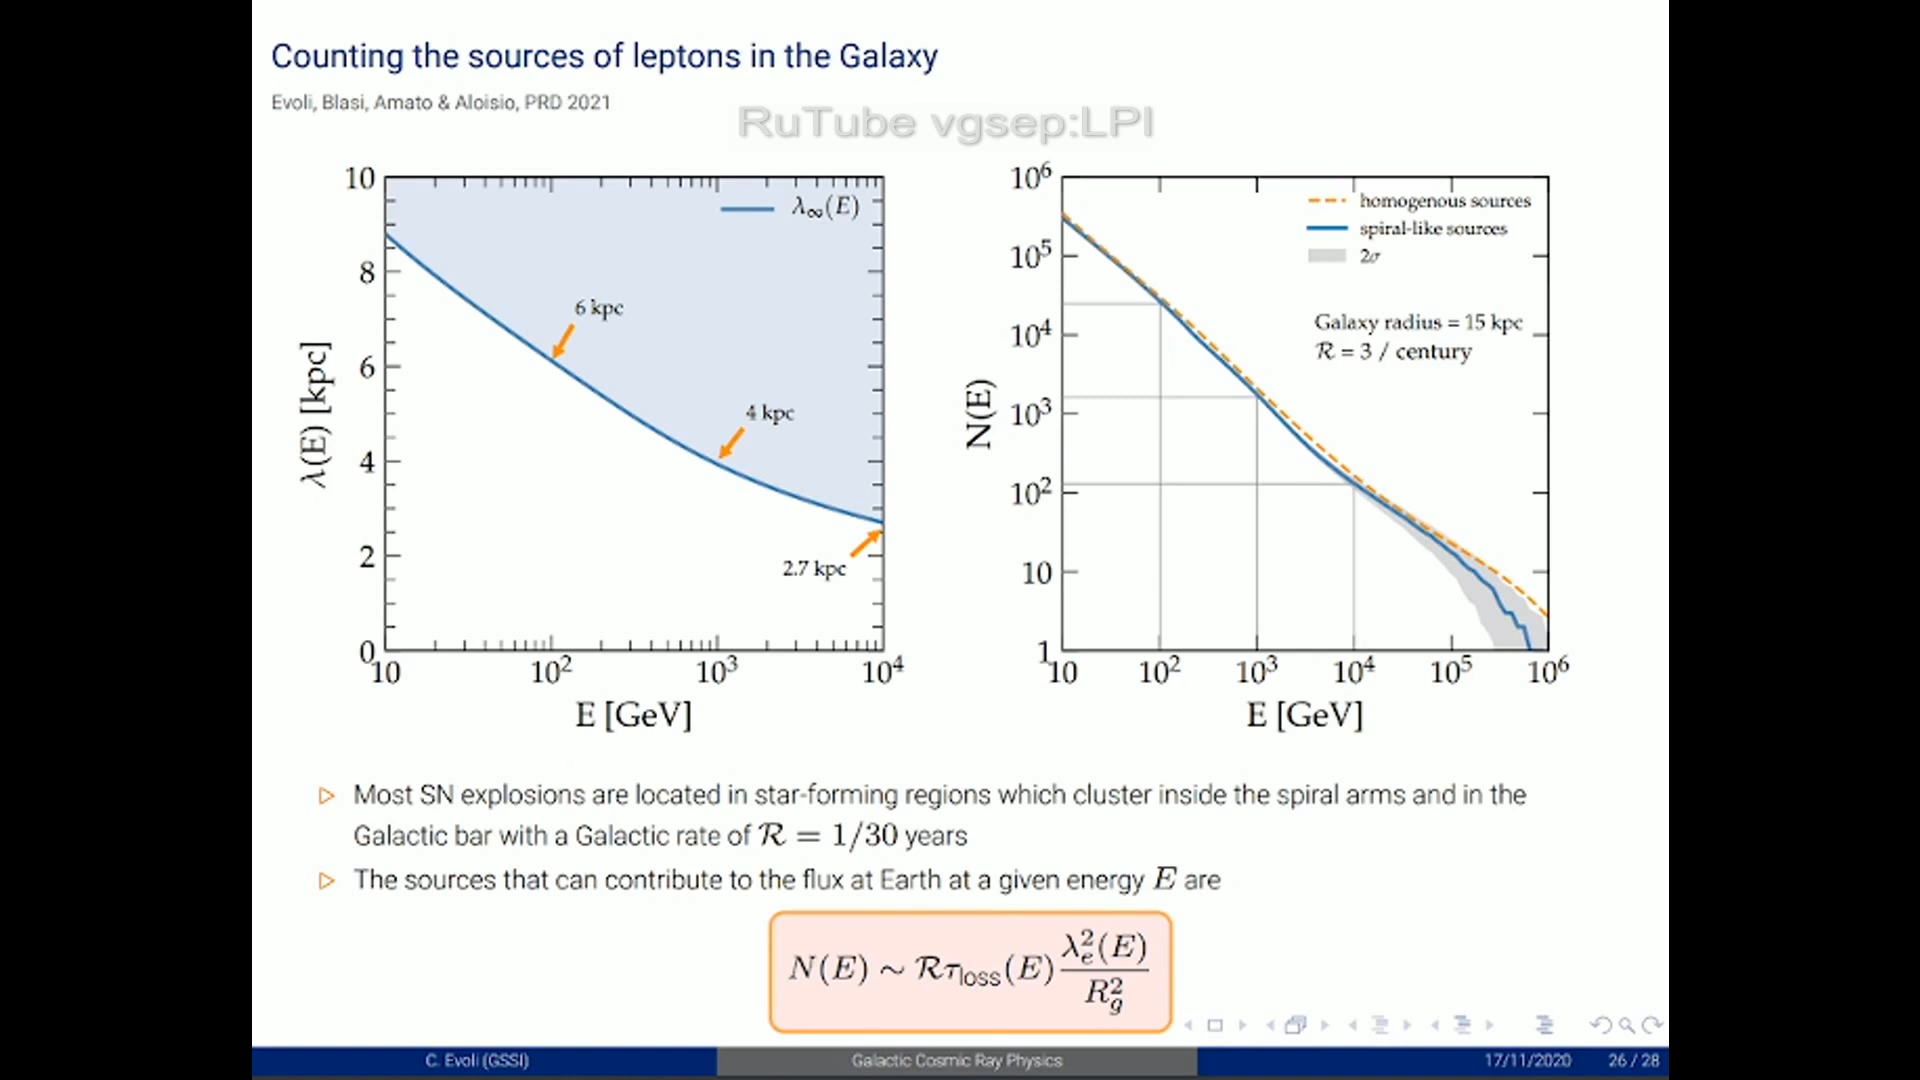 Counting the sources of leptons in the Galaxy
Evoli, Blasi, Amato & Aloisio, PRD 2021
RuTube vgsep:LPI
10
8
6
4
2
0
λ(E) [kpc]
λ∞(E)
6 kpc
4 kpc
2.7 kpc
10 10² 10³ 10⁴
E [GeV]
10⁶
10⁵
10⁴
10³
10²
10
1
N(E)
homogenous sources
spiral-like sources
2σ
Galaxy radius = 15 kpc
ℛ = 3 / century
10 10² 10³ 10⁴ 10⁵ 10⁶
E [GeV]
▷ Most SN explosions are located in star-forming regions which cluster inside the spiral arms and in the
Galactic bar with a Galactic rate of ℛ = 1/30 years
▷ The sources that can contribute to the flux at Earth at a given energy E are
N(E) ∼ ℛτ_loss(E) λₑ²(E) / R_g²
C. Evoli (GSSI) Galactic Cosmic Ray Physics 17/11/2020 26 / 28